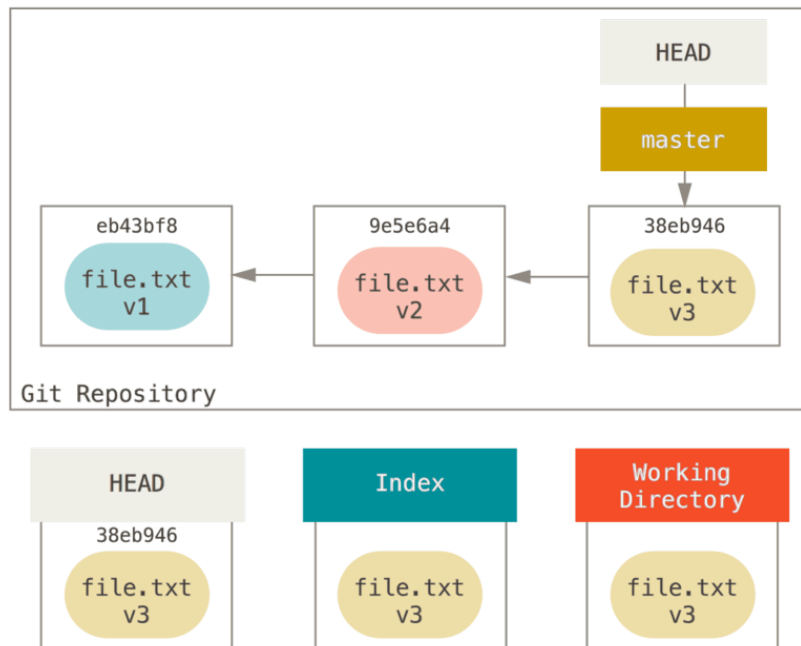 HEAD
master
eb43bf8
file.txt
v1
9e5e6a4
file.txt
v2
38eb946
file.txt
v3
Git Repository
HEAD
38eb946
file.txt
v3
Index
file.txt
v3
Working
Directory
file.txt
v3